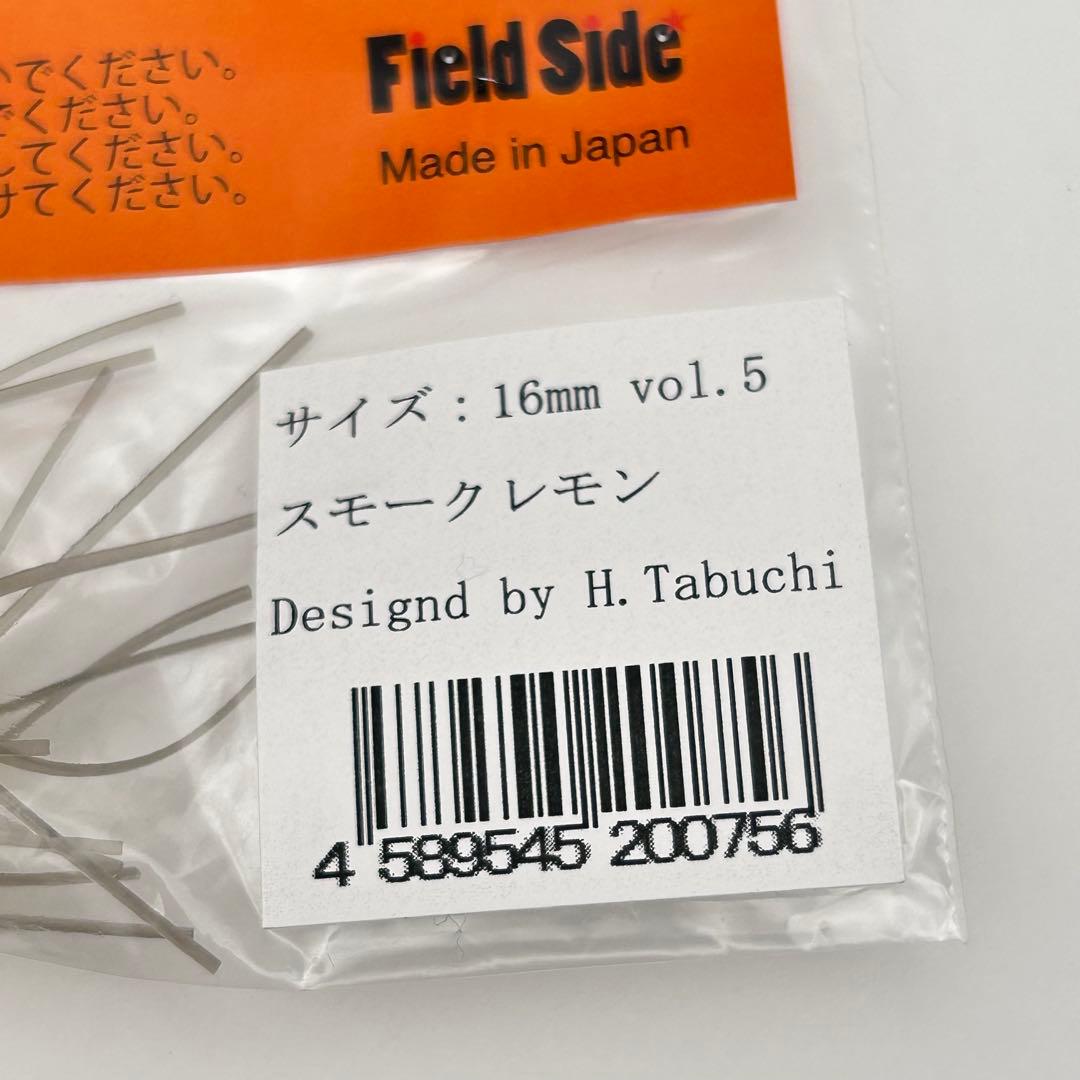 Field Side
Made in Japan
でください。
ください。
してください。
けてください。
サイズ：16mm vol.5
スモークレモン
Designd by H.Tabuchi
4 589545 200756